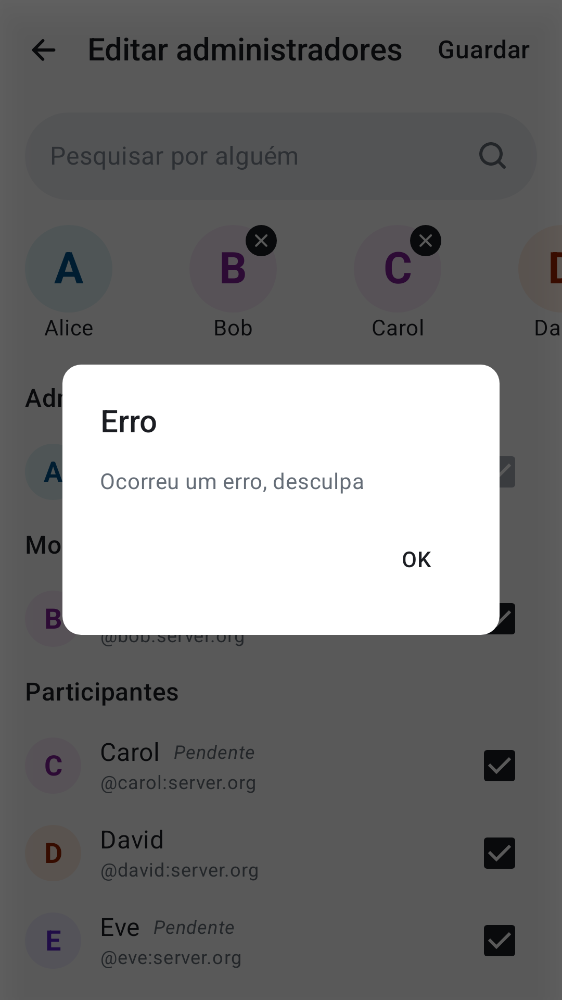 Editar administradores Guardar
Pesquisar por alguém
A B C D
Alice Bob Carol Da
Adr
Erro
A
Ocorreu um erro, desculpa
Mo
OK
B
@bob:server.org
Participantes
Carol Pendente
C
@carol:server.org
David
D
@david:server.org
Eve Pendente
E
@eve:server.org